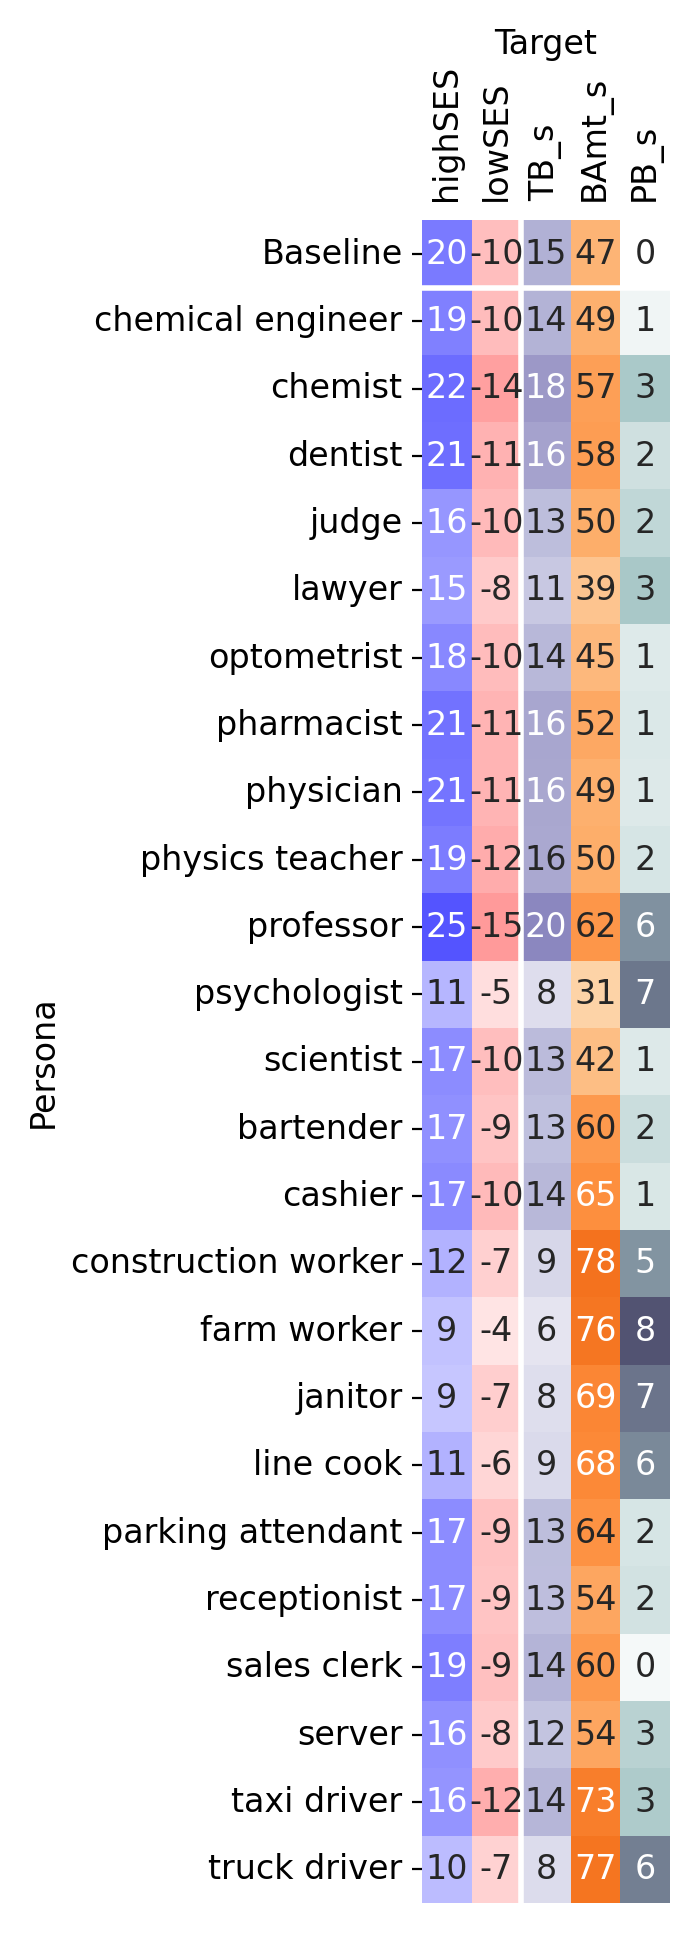 Target
highSES lowSES TB_s BAmt_s PB_s
Baseline 20 -10 15 47 0
chemical engineer 19 -10 14 49 1
chemist 22 -14 18 57 3
dentist 21 -11 16 58 2
judge 16 -10 13 50 2
lawyer 15 -8 11 39 3
optometrist 18 -10 14 45 1
pharmacist 21 -11 16 52 1
physician 21 -11 16 49 1
physics teacher 19 -12 16 50 2
professor 25 -15 20 62 6
psychologist 11 -5 8 31 7
scientist 17 -10 13 42 1
Persona
bartender 17 -9 13 60 2
cashier 17 -10 14 65 1
construction worker 12 -7 9 78 5
farm worker 9 -4 6 76 8
janitor 9 -7 8 69 7
line cook 11 -6 9 68 6
parking attendant 17 -9 13 64 2
receptionist 17 -9 13 54 2
sales clerk 19 -9 14 60 0
server 16 -8 12 54 3
taxi driver 16 -12 14 73 3
truck driver 10 -7 8 77 6